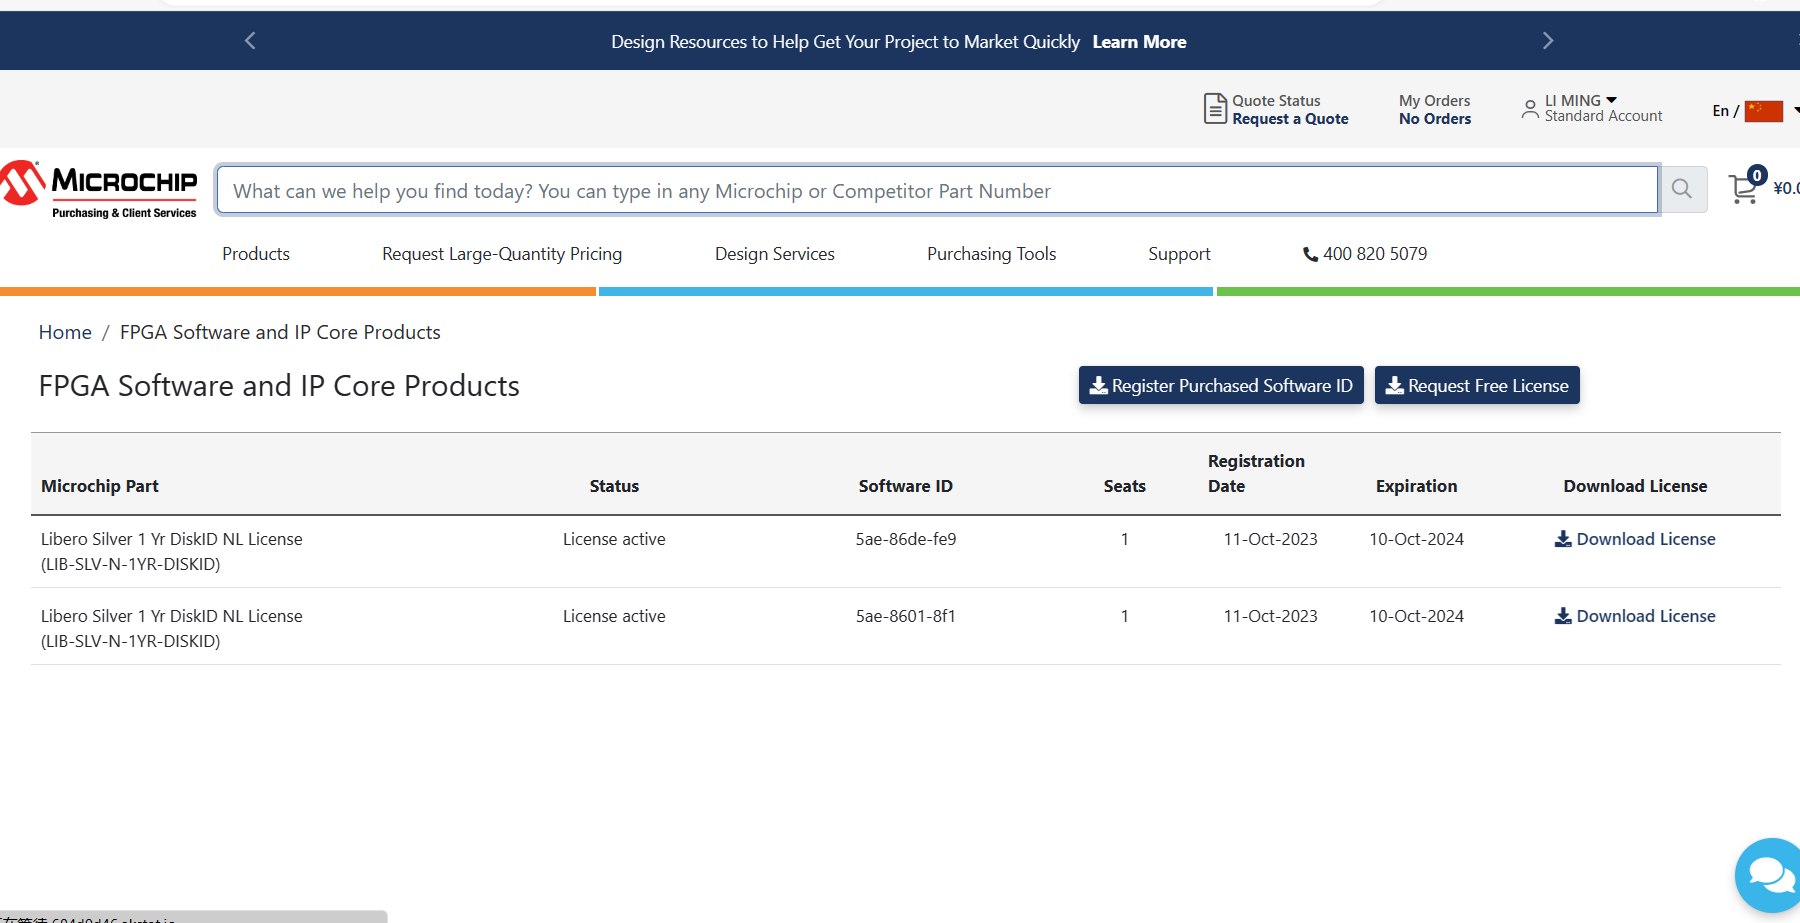 Design Resources to Help Get Your Project to Market Quickly Learn More
Quote Status
Request a Quote
My Orders
No Orders
LI MING
Standard Account
En /
MICROCHIP
Purchasing & Client Services
What can we help you find today? You can type in any Microchip or Competitor Part Number
0
Products
Request Large-Quantity Pricing
Design Services
Purchasing Tools
Support
400 820 5079
Home / FPGA Software and IP Core Products
FPGA Software and IP Core Products
Register Purchased Software ID
Request Free License
Microchip Part Status Software ID Seats Registration Date Expiration Download License
Libero Silver 1 Yr DiskID NL License License active 5ae-86de-fe9 1 11-Oct-2023 10-Oct-2024 Download License
(LIB-SLV-N-1YR-DISKID)
Libero Silver 1 Yr DiskID NL License License active 5ae-8601-8f1 1 11-Oct-2023 10-Oct-2024 Download License
(LIB-SLV-N-1YR-DISKID)